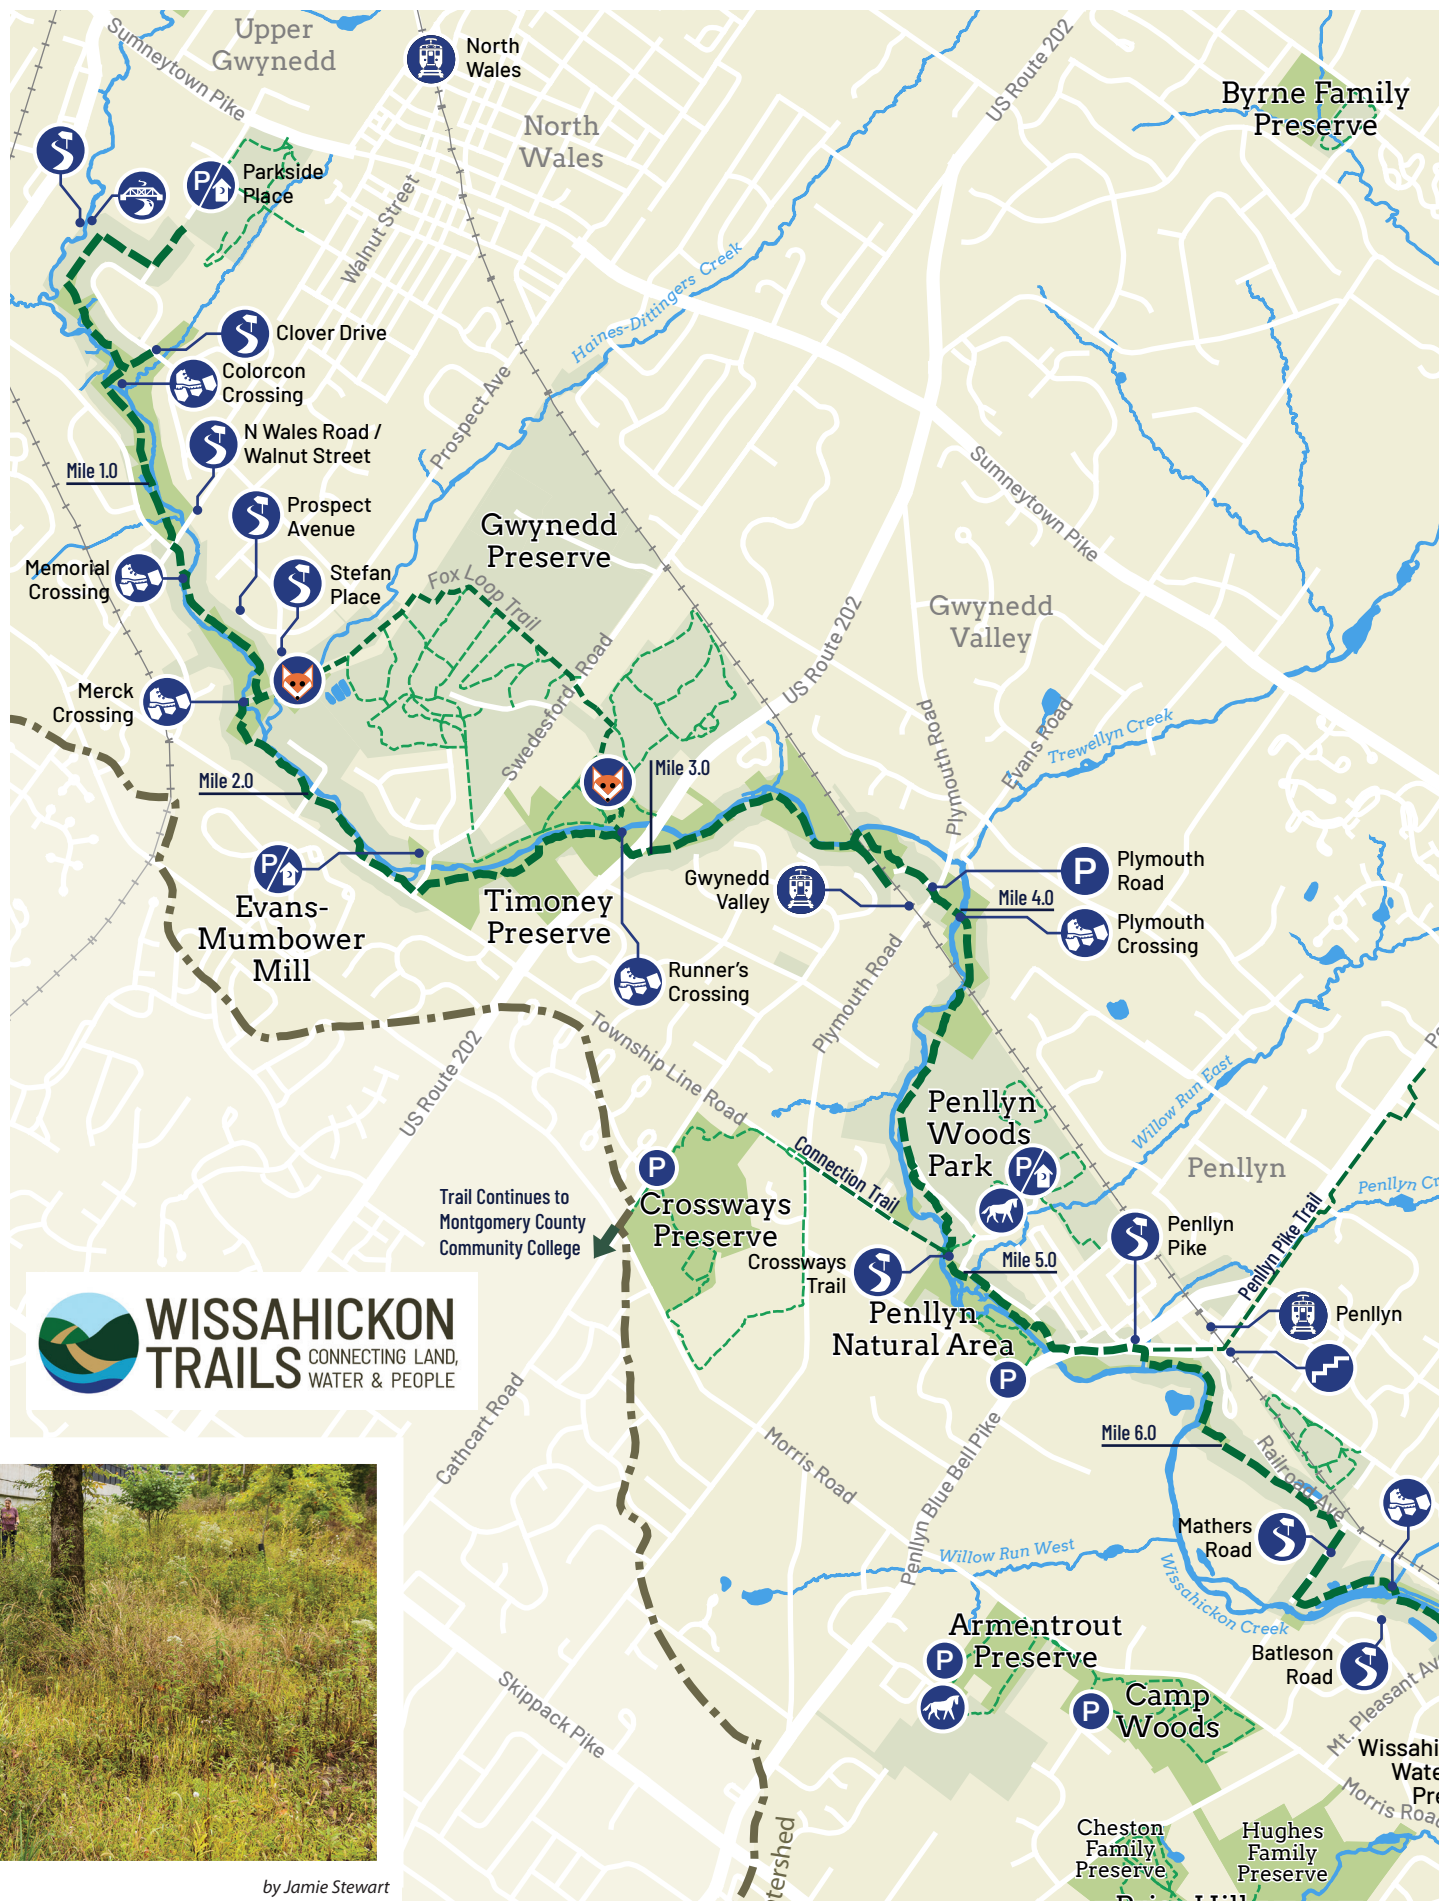 Upper
Gwynedd
Sumneytown Pike
North
Wales
North
Wales
US Route 202
Byrne Family
Preserve
P
Parkside
Place
Walnut Street
Haines-Dittingers Creek
Clover Drive
Colorcon
Crossing
N Wales Road /
Walnut Street
Mile 1.0
Prospect Ave
Prospect
Avenue
Sumneytown Pike
Gwynedd
Preserve
Memorial
Crossing
Stefan
Place
Fox Loop Trail
Gwynedd
Valley
US Route 202
Swedesford Road
Merck
Crossing
Plymouth Road
Evans Road
Trewellyn Creek
Mile 2.0
Mile 3.0
P
Evans-
Mumbower
Mill
Timoney
Preserve
Gwynedd
Valley
P
Plymouth
Road
Mile 4.0
Plymouth
Crossing
Runner's
Crossing
Plymouth Road
US Route 202
Township Line Road
Willow Run East
Penllyn
Woods
Park
P
Penllyn
Connection Trail
P
Crossways
Preserve
Trail Continues to
Montgomery County
Community College
Penllyn Cr
Penllyn
Pike
Penllyn Pike Trail
Crossways
Trail
Mile 5.0
Penllyn
Natural Area
Penllyn
P
WISSAHICKON
TRAILS
CONNECTING LAND,
WATER & PEOPLE
Cathcart Road
Morris Road
Penllyn Blue Bell Pike
Mile 6.0
Railroad Ave
Mathers
Road
Willow Run West
Wissahickon Creek
Armentrout
Preserve
P
Batleson
Road
P
Camp
Woods
Mt. Pleasant Av
Skippack Pike
Wissahi
Wate
Pre
Morris Road
Cheston
Family
Preserve
Hughes
Family
Preserve
tershed
by Jamie Stewart